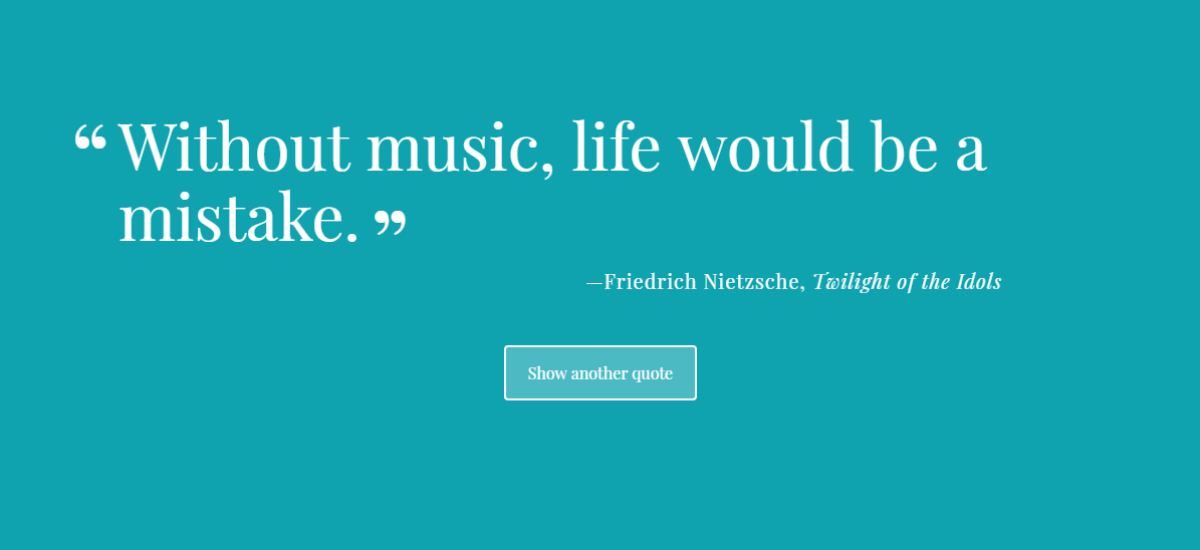 “ Without music, life would be a
mistake. ”
—Friedrich Nietzsche, Twilight of the Idols
Show another quote